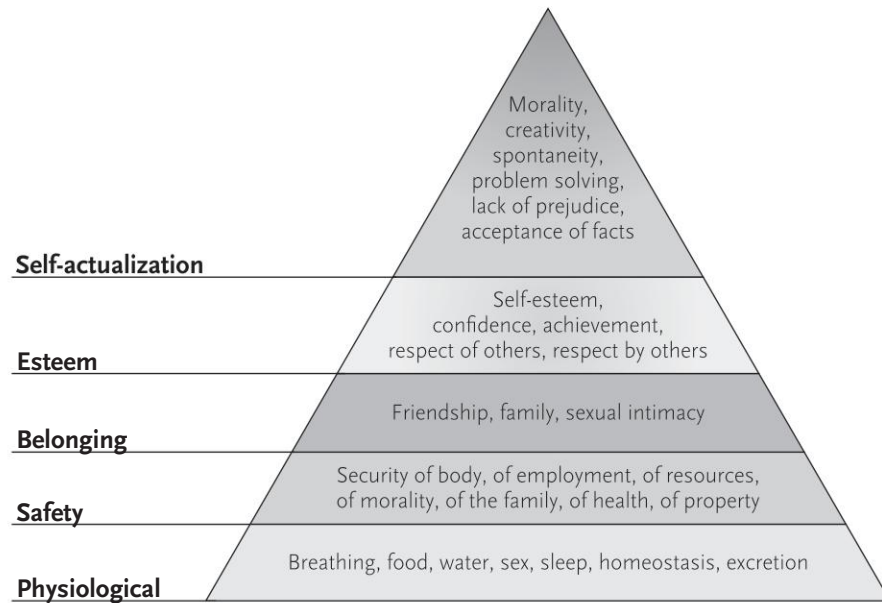 Morality,
creativity,
spontaneity,
problem solving,
lack of prejudice,
acceptance of facts
Self-actualization
Self-esteem,
confidence, achievement,
respect of others, respect by others
Esteem
Friendship, family, sexual intimacy
Belonging
Security of body, of employment, of resources,
of morality, of the family, of health, of property
Safety
Breathing, food, water, sex, sleep, homeostasis, excretion
Physiological